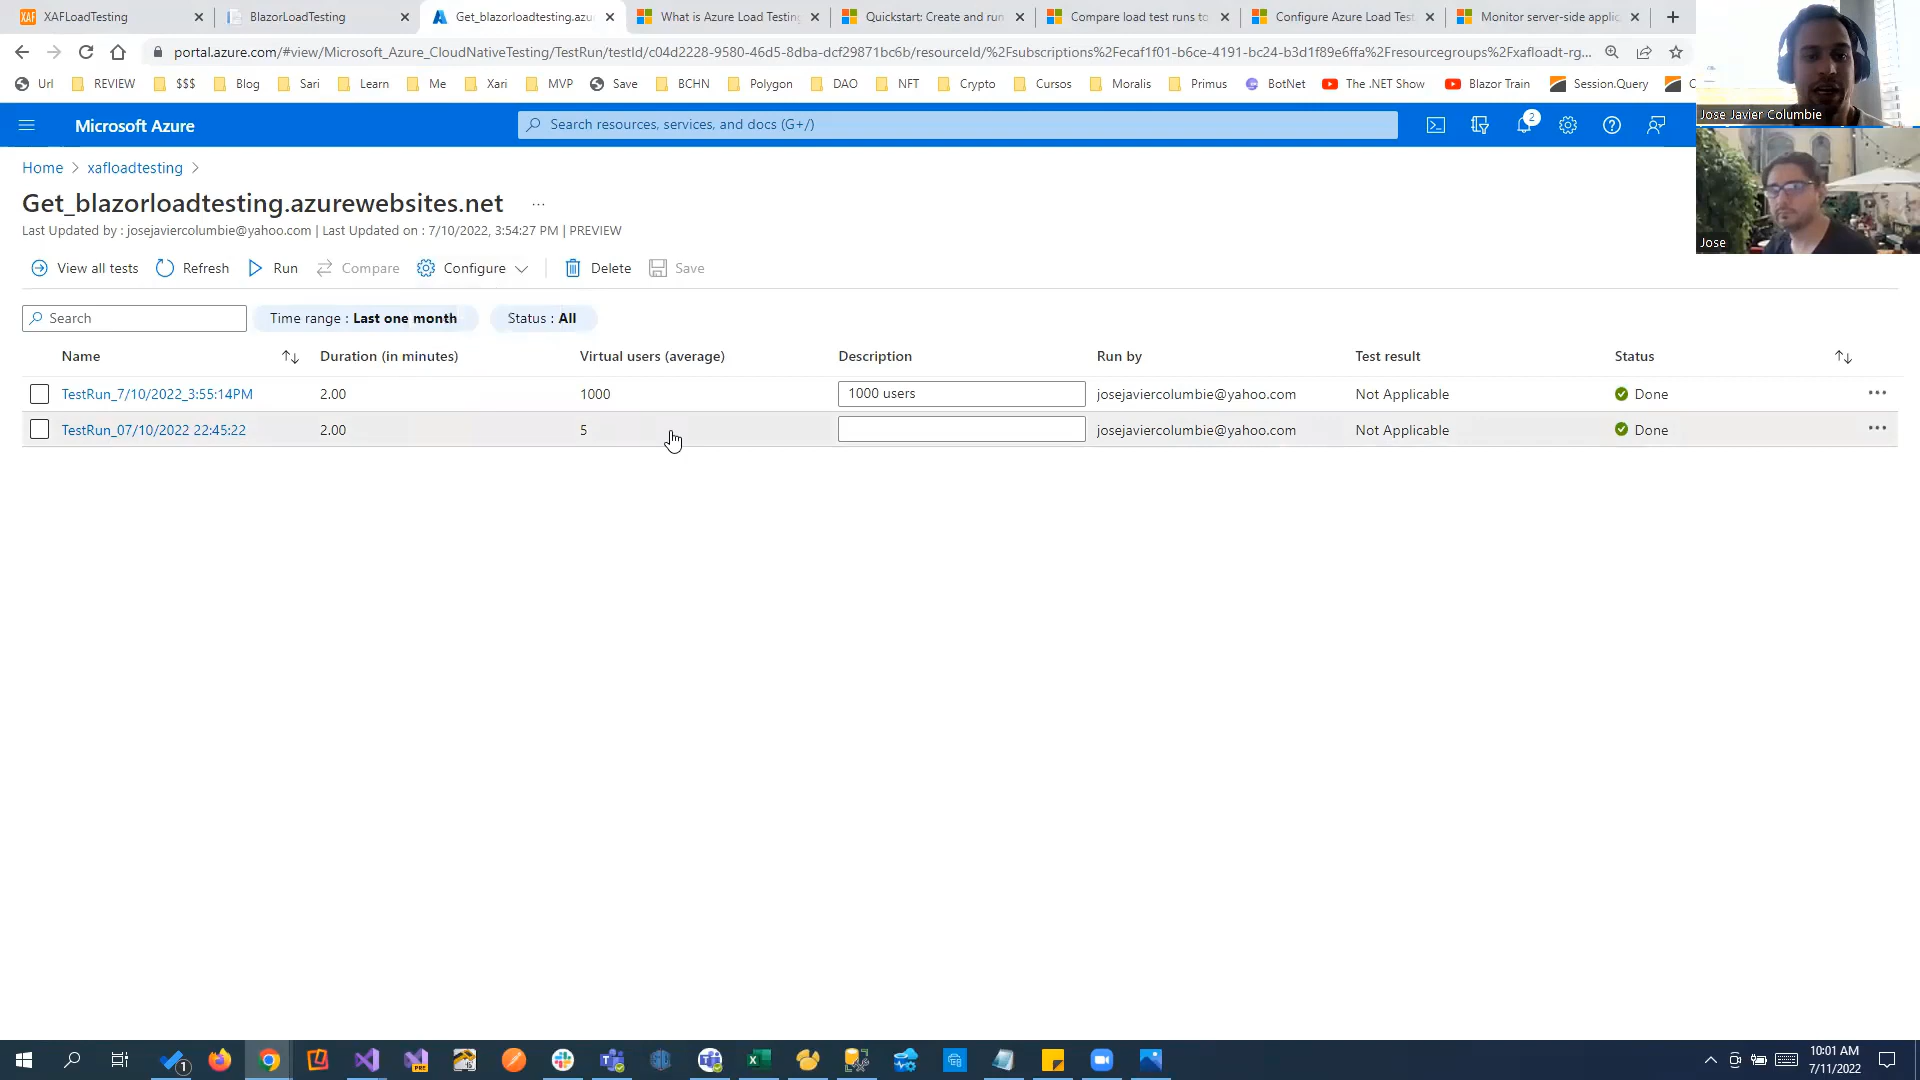 XAFLoadTesting
BlazorLoadTesting
Get_blazorloadtesting.azu
What is Azure Load Testing
Quickstart: Create and run
Compare load test runs to
Configure Azure Load Test
Monitor server-side applic
portal.azure.com/#view/Microsoft_Azure_CloudNativeTesting/TestRun/testId/c04d2228-9580-46d5-8dba-dcf29871bc6b/resourceId/%2Fsubscriptions%2Fecaf1f01-b6ce-4191-bc24-b3d1f89e6ffa%2Fresourcegroups%2Fxafloadt-rg...
Url REVIEW $$$ Blog Sari Learn Me Xari MVP Save BCHN Polygon DAO NFT Crypto Cursos Moralis Primus BotNet The .NET Show Blazor Train Session.Query
Jose Javier Columbie
Microsoft Azure
Search resources, services, and docs (G+/)
2
Home > xafloadtesting >
Get_blazorloadtesting.azurewebsites.net ...
Last Updated by : josejaviercolumbie@yahoo.com | Last Updated on : 7/10/2022, 3:54:27 PM | PREVIEW
Jose
View all tests Refresh Run Compare Configure Delete Save
Search Time range : Last one month Status : All
Name Duration (in minutes) Virtual users (average) Description Run by Test result Status
TestRun_7/10/2022_3:55:14PM 2.00 1000 1000 users josejaviercolumbie@yahoo.com Not Applicable Done
TestRun_07/10/2022 22:45:22 2.00 5 josejaviercolumbie@yahoo.com Not Applicable Done
1
10:01 AM
7/11/2022